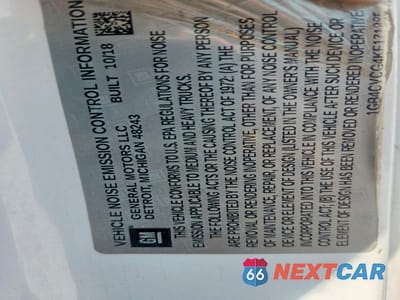 VEHICLE NOISE EMISSION CONTROL INFORMATION
BUILT 10/18
GM
GENERAL MOTORS LLC
DETROIT, MICHIGAN 48243
THIS VEHICLE CONFORMS TO U.S. EPA REGULATIONS FOR NOISE
EMISSION APPLICABLE TO MEDIUM AND HEAVY TRUCKS.
THE FOLLOWING ACTS OR THE CAUSING THEREOF BY ANY PERSON
ARE PROHIBITED BY THE NOISE CONTROL ACT OF 1972: (A) THE
REMOVAL OR RENDERING INOPERATIVE, OTHER THAN FOR PURPOSES
OF MAINTENANCE, REPAIR, OR REPLACEMENT, OF ANY NOISE CONTROL
DEVICE OR ELEMENT OF DESIGN (LISTED IN THE OWNER'S MANUAL)
INCORPORATED INTO THIS VEHICLE IN COMPLIANCE WITH THE NOISE
CONTROL ACT; (B) THE USE OF THIS VEHICLE AFTER SUCH DEVICE OR
ELEMENT OF DESIGN HAS BEEN REMOVED OR RENDERED INOPERATIVE.
66 NEXTCAR